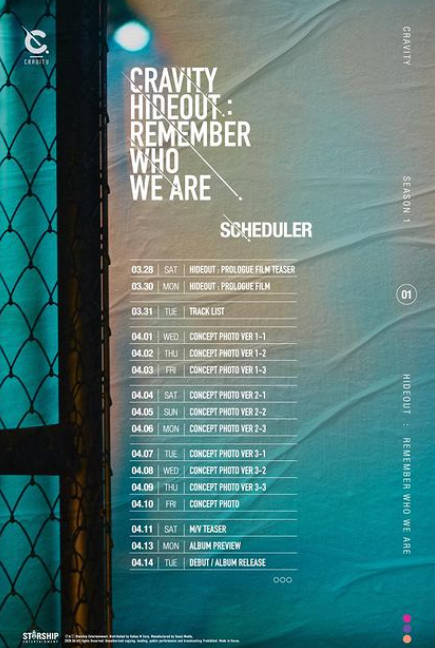 C.
CRAVITY
CRAVITY
HIDEOUT :
REMEMBER
WHO
WE ARE
SCHEDULER
03.28 SAT HIDEOUT : PROLOGUE FILM TEASER
03.30 MON HIDEOUT : PROLOGUE FILM
03.31 TUE TRACK LIST
04.01 WED CONCEPT PHOTO VER 1-1
04.02 THU CONCEPT PHOTO VER 1-2
04.03 FRI CONCEPT PHOTO VER 1-3
04.04 SAT CONCEPT PHOTO VER 2-1
04.05 SUN CONCEPT PHOTO VER 2-2
04.06 MON CONCEPT PHOTO VER 2-3
04.07 TUE CONCEPT PHOTO VER 3-1
04.08 WED CONCEPT PHOTO VER 3-2
04.09 THU CONCEPT PHOTO VER 3-3
04.10 FRI CONCEPT PHOTO
04.11 SAT M/V TEASER
04.13 MON ALBUM PREVIEW
04.14 TUE DEBUT / ALBUM RELEASE
CRAVITY
SEASON 1
01
HIDEOUT : REMEMBER WHO WE ARE
STARSHIP
ENTERTAINMENT